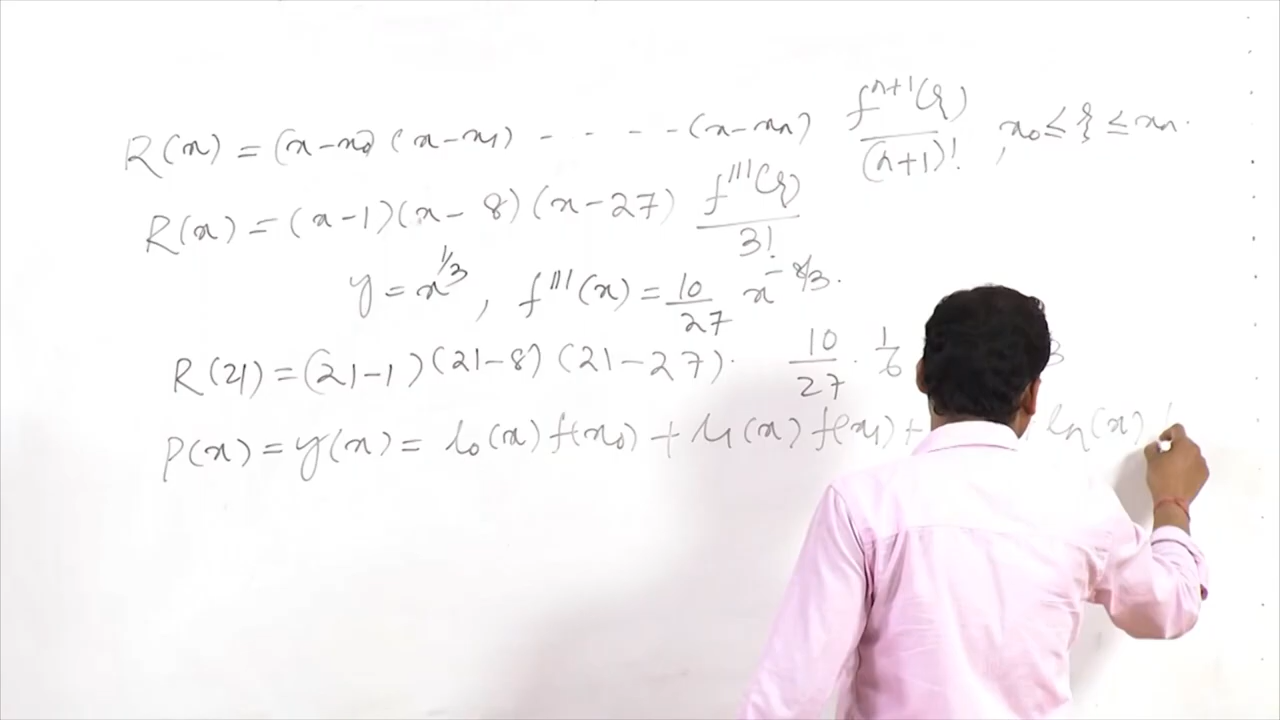 R(x) = (x-x0) (x-x1) - - - - (x-xn) f^{n+1}(ξ)/(n+1)! , x0 ≤ ξ ≤ xn.
R(x) = (x-1)(x-8)(x-27) f'''(ξ)/3!
y = x^{1/3} , f'''(x) = 10/27 x^{-8/3}.
R(21) = (21-1)(21-8)(21-27). 10/27 . 1/6 3
P(x) = y(x) = l0(x) f(x0) + l1(x) f(x1) + ln(x)